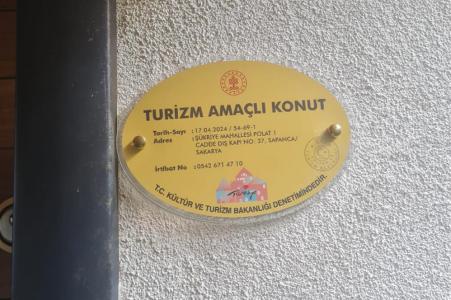 TURİZM AMAÇLI KONUT
Tarih-Sayı : 17.04.2024 / 54-69-1
Adres : ŞÜKRİYE MAHALLESİ POLAT 1
CADDE DIŞ KAPI NO: 37, SAPANCA/
SAKARYA
İrtibat No : 0542 671 47 10
Türkiye
T.C. KÜLTÜR VE TURİZM BAKANLIĞI DENETİMİNDEDİR.